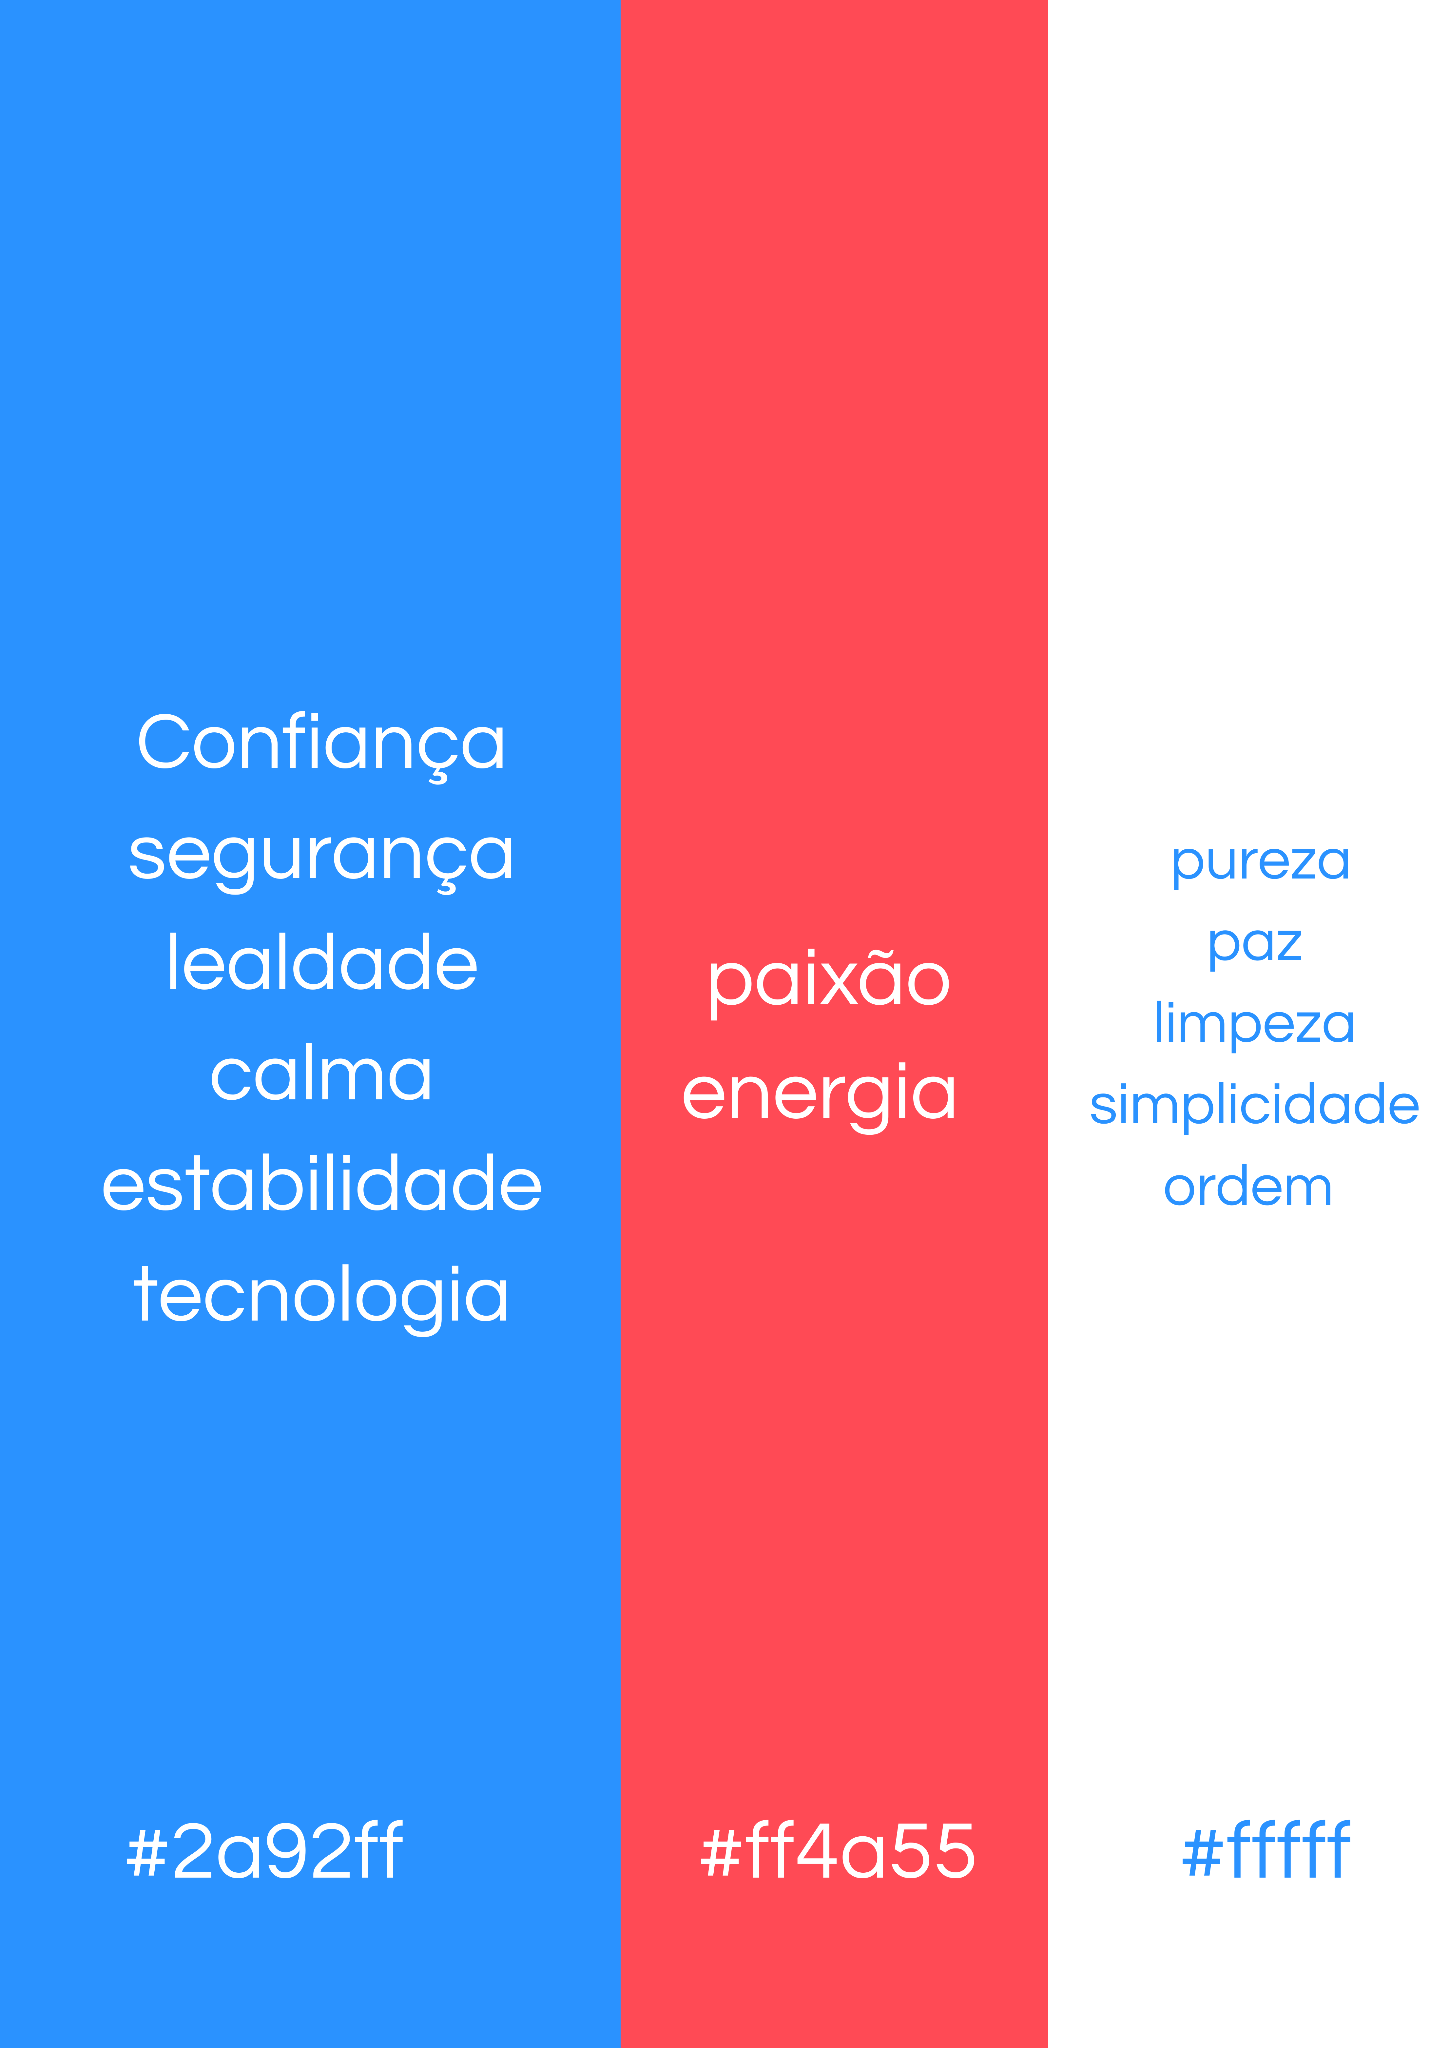 Confiança
segurança
lealdade
calma
estabilidade
tecnologia
#2a92ff
paixão
energia
#ff4a55
pureza
paz
limpeza
simplicidade
ordem
#fffff